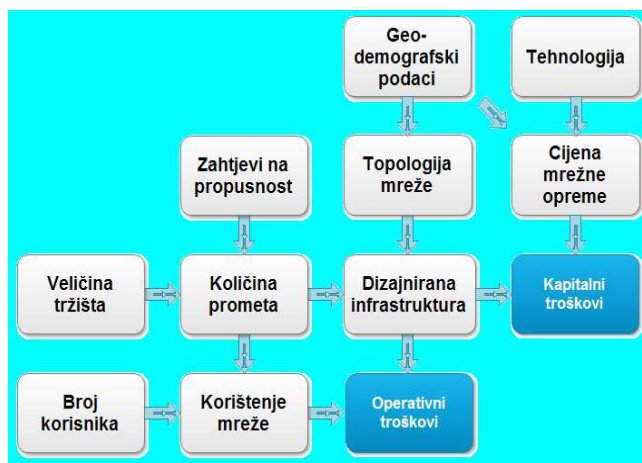 Geo-
demografski
podaci
Tehnologija
Zahtjevi na
propusnost
Topologija
mreže
Cijena
mrežne
opreme
Veličina
tržišta
Količina
prometa
Dizajnirana
infrastruktura
Kapitalni
troškovi
Broj
korisnika
Korištenje
mreže
Operativni
troškovi